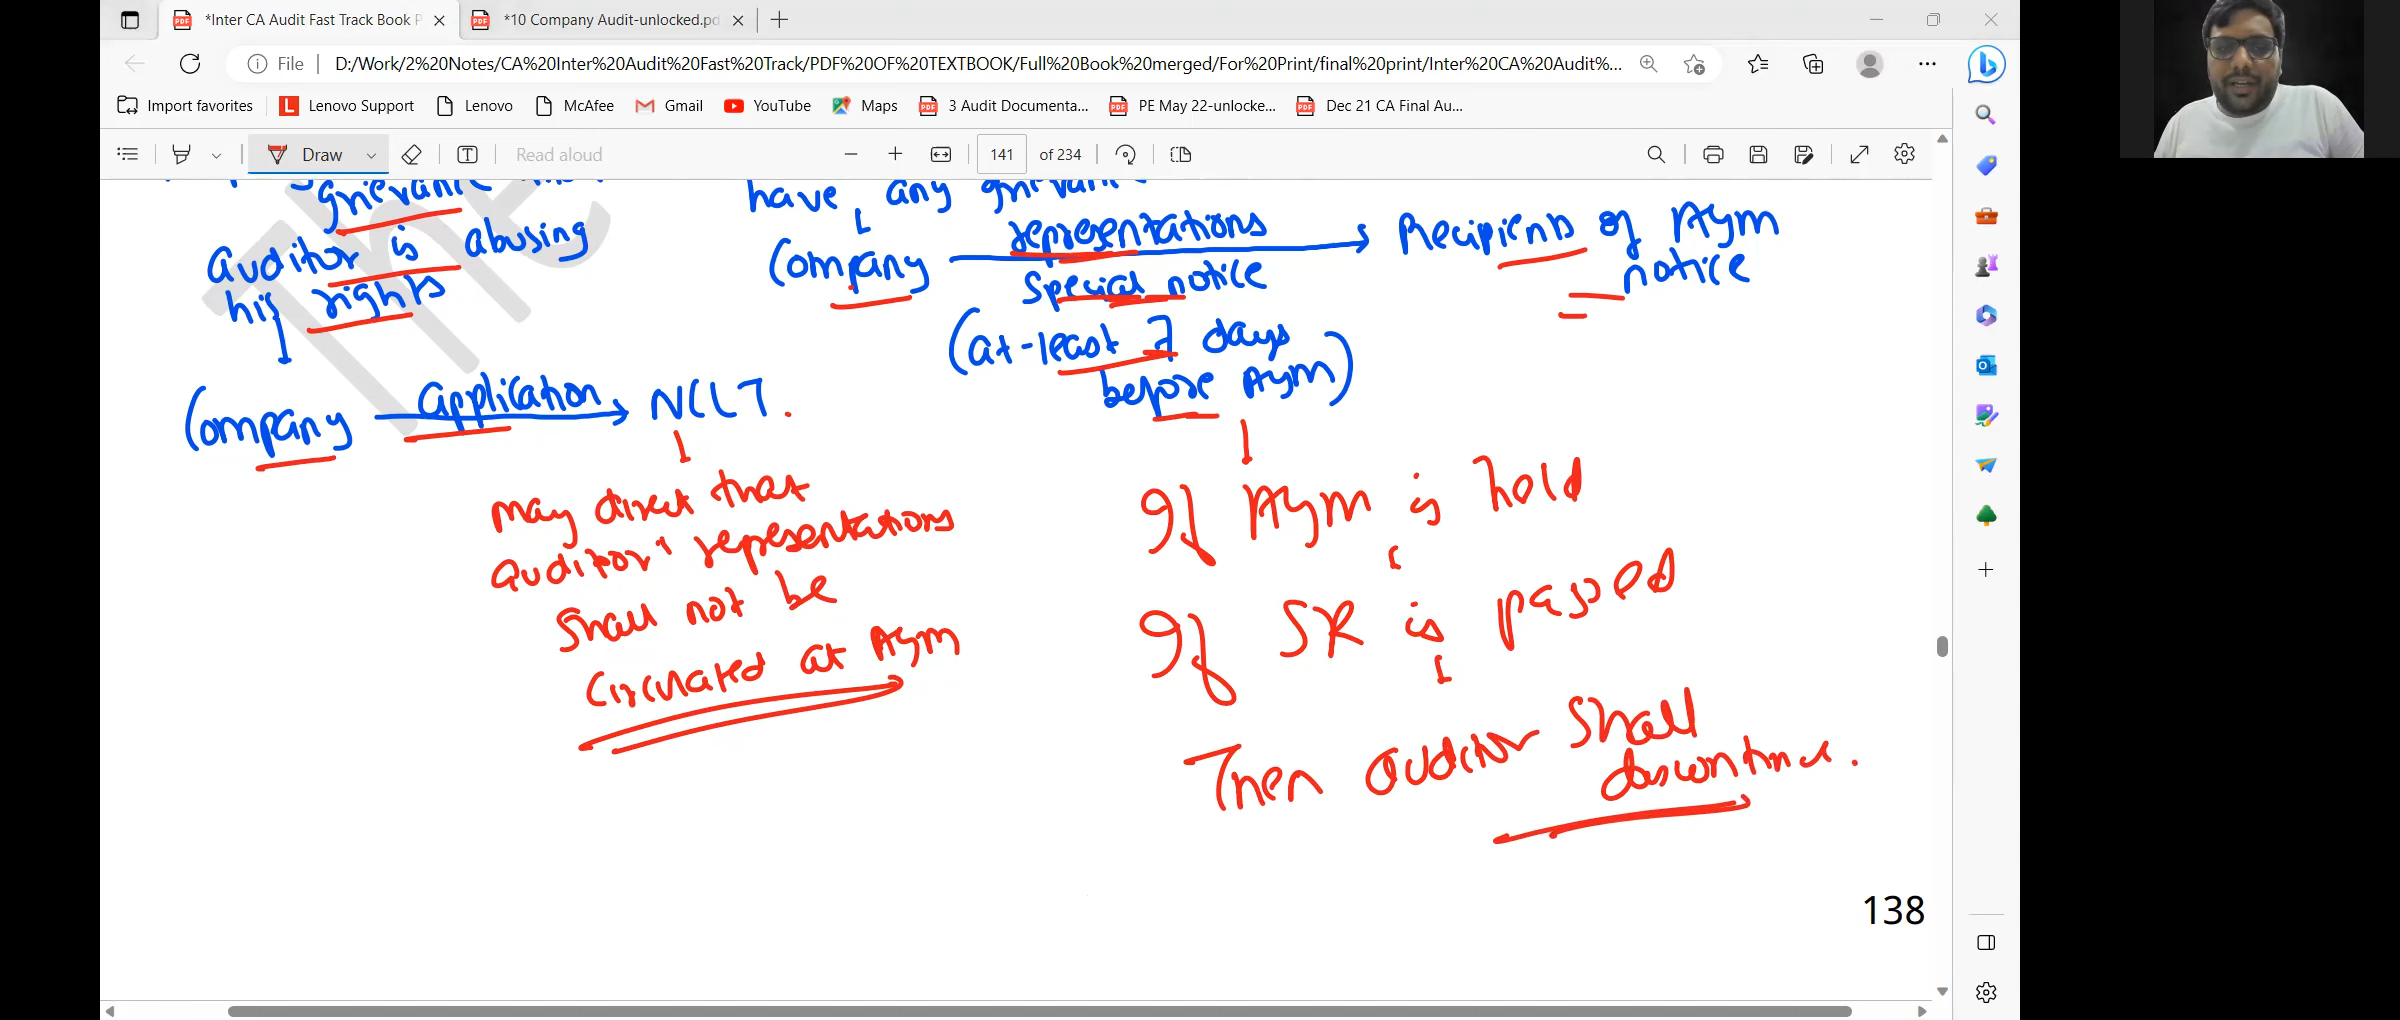 *Inter CA Audit Fast Track Book P
*10 Company Audit-unlocked.pd
File
D:/Work/2%20Notes/CA%20Inter%20Audit%20Fast%20Track/PDF%20OF%20TEXTBOOK/Full%20Book%20merged/For%20Print/final%20print/Inter%20CA%20Audit%...
Import favorites
Lenovo Support
Lenovo
McAfee
Gmail
YouTube
Maps
3 Audit Documenta...
PE May 22-unlocke...
Dec 21 CA Final Au...
Draw
Read aloud
141
of 234
grievance
auditor is abusing
his rights
Company
application
NCLT.
may direct that
auditor's representations
shall not be
circulated at AGM
have any grievance
Company
representations
special notice
(at-least 7 days
before AGM)
Recipients of AGM
notice
If AGM is hold
If SR is passed
Then auditor shall
discontinue.
138